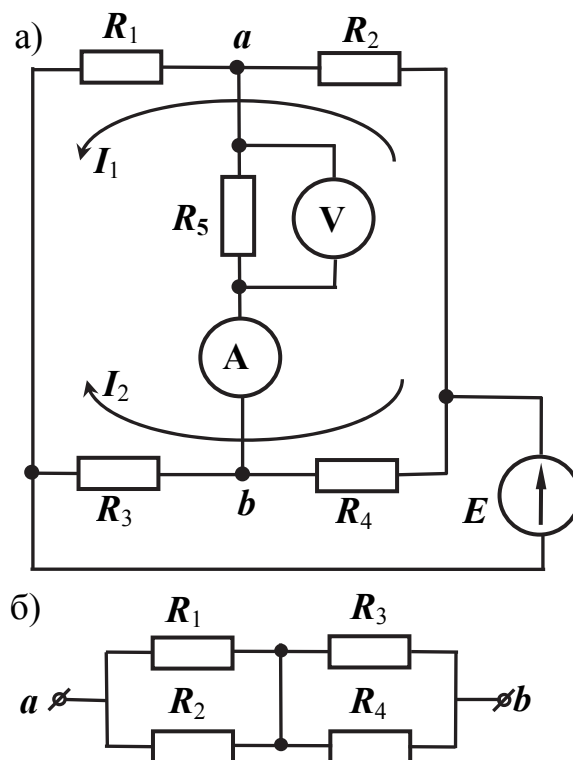 а)
R1 a R2
I1
R5 V
A
I2
R3 b R4 E
б)
R1 R3
a R2 R4 b